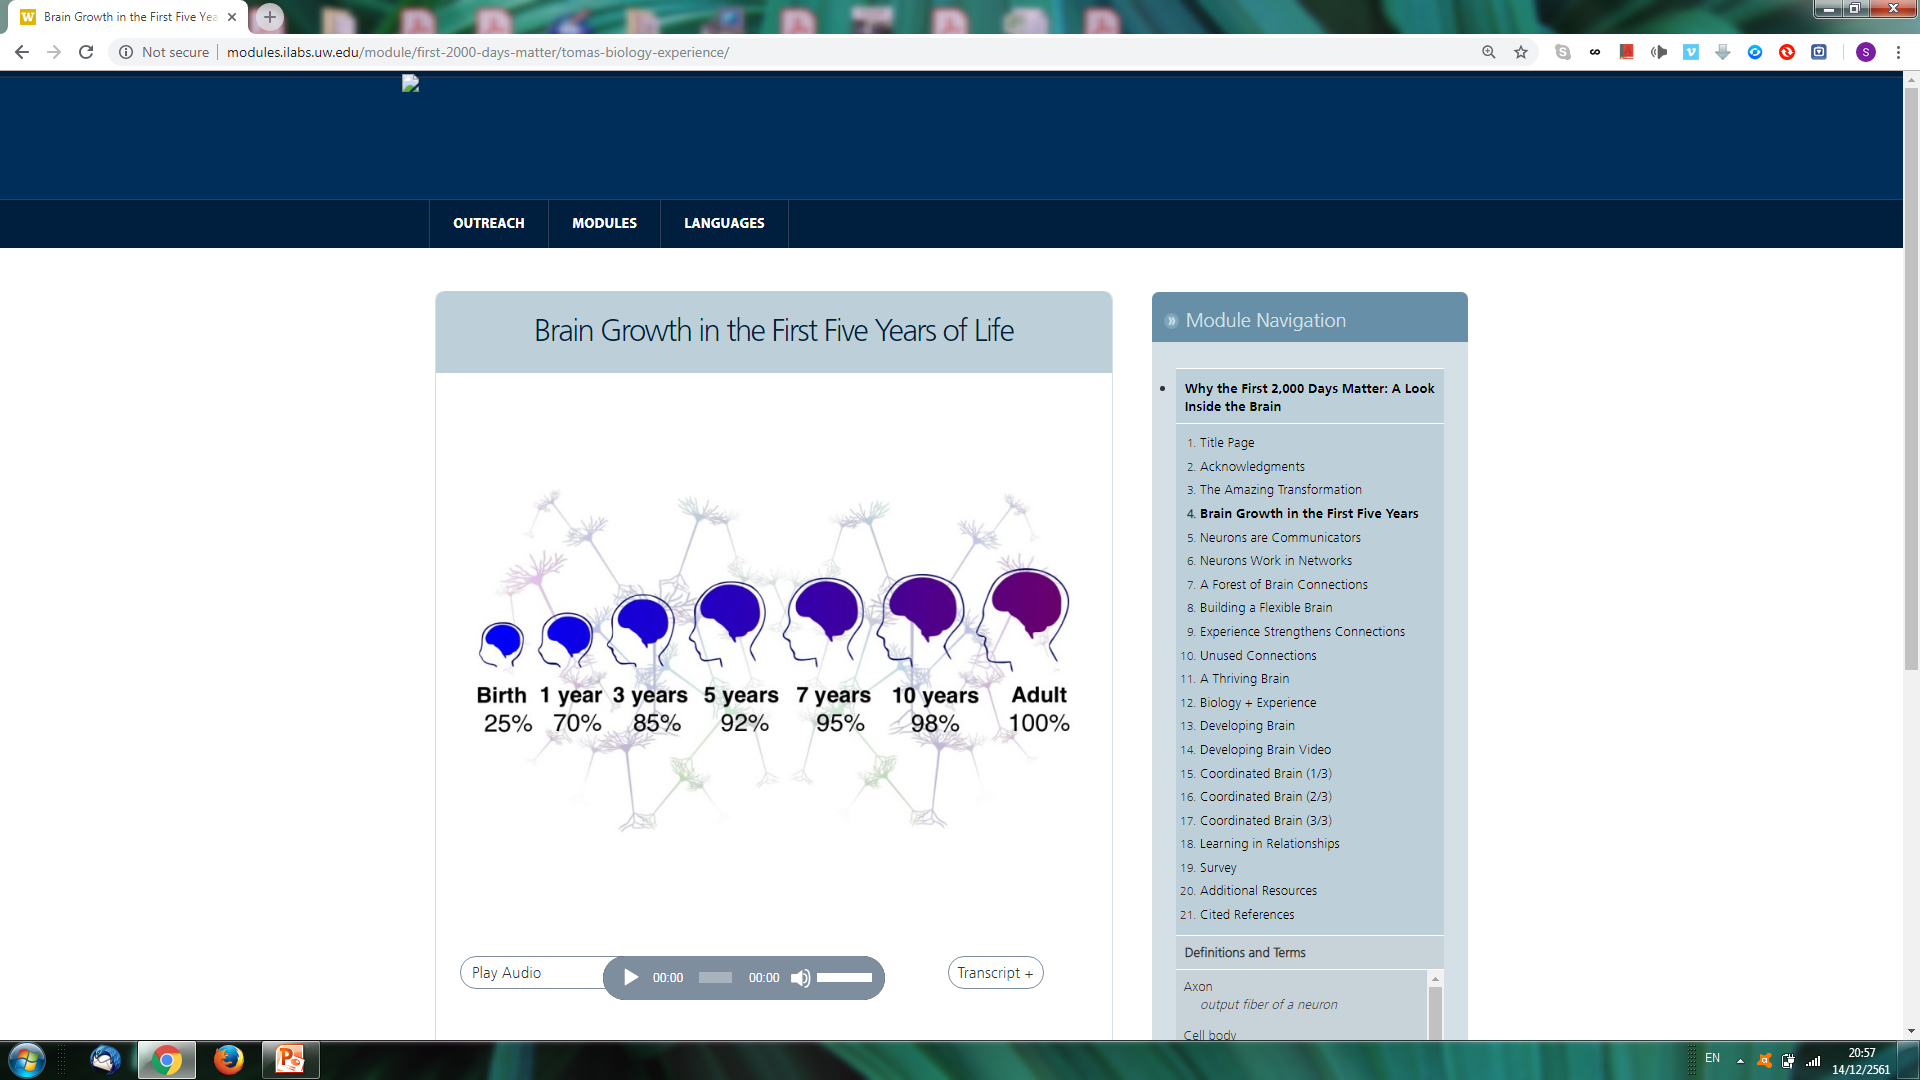 Brain Growth in the First Five Yea
Not secure
modules.ilabs.uw.edu/module/first-2000-days-matter/tomas-biology-experience/
OUTREACH
MODULES
LANGUAGES
Brain Growth in the First Five Years of Life
Birth 1 year 3 years 5 years 7 years 10 years Adult
25% 70% 85% 92% 95% 98% 100%
Play Audio
00:00
00:00
Transcript +
Module Navigation
Why the First 2,000 Days Matter: A Look
Inside the Brain
1. Title Page
2. Acknowledgments
3. The Amazing Transformation
4. Brain Growth in the First Five Years
5. Neurons are Communicators
6. Neurons Work in Networks
7. A Forest of Brain Connections
8. Building a Flexible Brain
9. Experience Strengthens Connections
10. Unused Connections
11. A Thriving Brain
12. Biology + Experience
13. Developing Brain
14. Developing Brain Video
15. Coordinated Brain (1/3)
16. Coordinated Brain (2/3)
17. Coordinated Brain (3/3)
18. Learning in Relationships
19. Survey
20. Additional Resources
21. Cited References
Definitions and Terms
Axon
output fiber of a neuron
Cell body
EN
20:57
14/12/2561